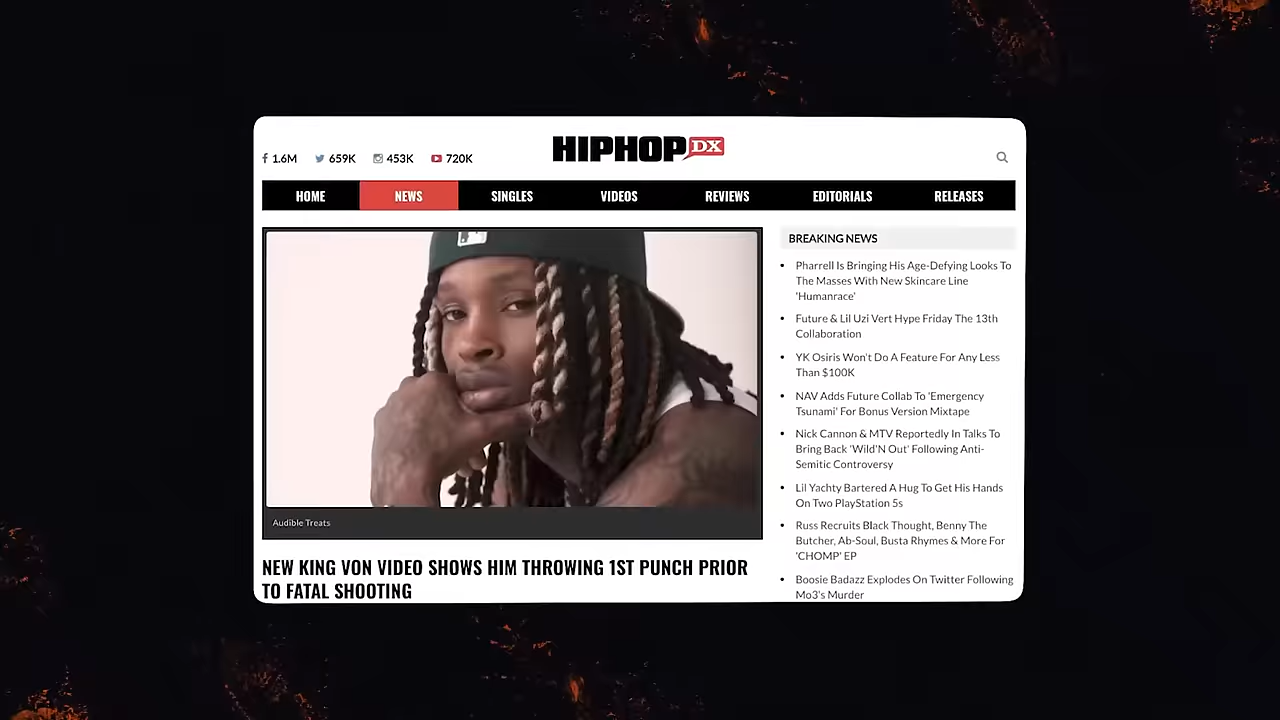 1.6M 659K 453K 720K
HIPHOPDX
HOME NEWS SINGLES VIDEOS REVIEWS EDITORIALS RELEASES
Audible Treats
NEW KING VON VIDEO SHOWS HIM THROWING 1ST PUNCH PRIOR
TO FATAL SHOOTING
BREAKING NEWS
Pharrell Is Bringing His Age-Defying Looks To
The Masses With New Skincare Line
'Humanrace'
Future & Lil Uzi Vert Hype Friday The 13th
Collaboration
YK Osiris Won't Do A Feature For Any Less
Than $100K
NAV Adds Future Collab To 'Emergency
Tsunami' For Bonus Version Mixtape
Nick Cannon & MTV Reportedly In Talks To
Bring Back 'Wild'N Out' Following Anti-
Semitic Controversy
Lil Yachty Bartered A Hug To Get His Hands
On Two PlayStation 5s
Russ Recruits Black Thought, Benny The
Butcher, Ab-Soul, Busta Rhymes & More For
'CHOMP' EP
Boosie Badazz Explodes On Twitter Following
Mo3's Murder